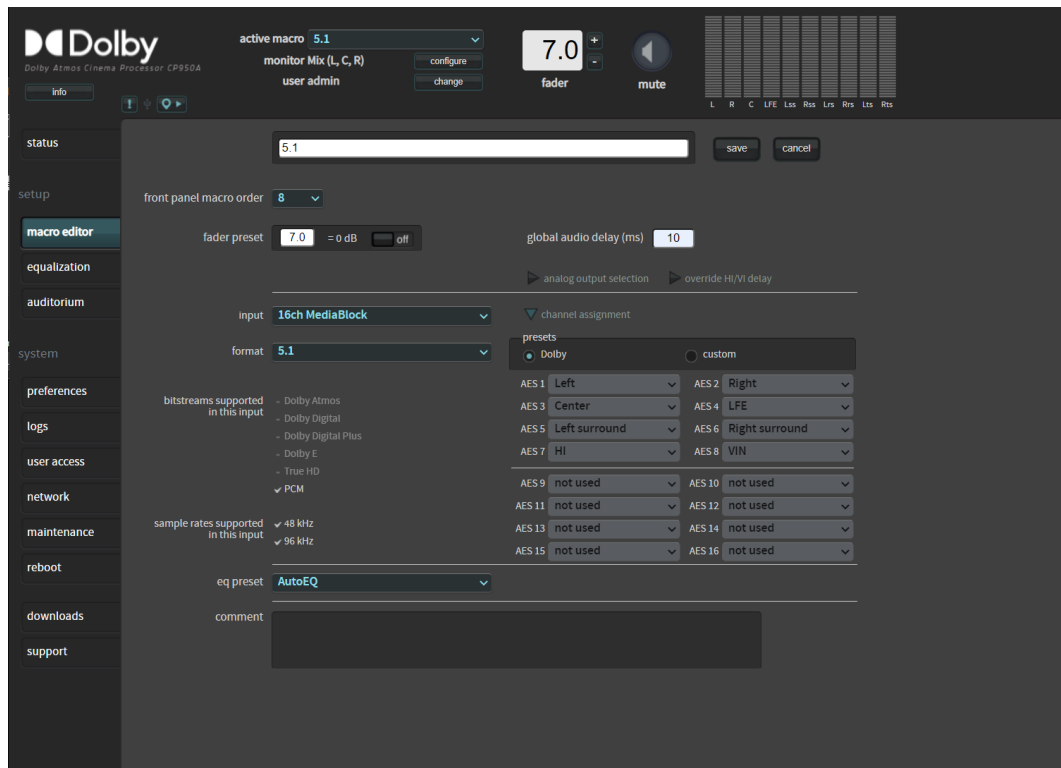 Dolby
Dolby Atmos Cinema Processor CP950A
info
active macro 5.1
monitor Mix (L, C, R) configure
user admin change
7.0 + -
fader
mute
L R C LFE Lss Rss Lrs Rrs Lts Rts
status
setup
macro editor
equalization
auditorium
system
preferences
logs
user access
network
maintenance
reboot
downloads
support
5.1 save cancel
front panel macro order 8
fader preset 7.0 = 0 dB off
global audio delay (ms) 10
analog output selection override HI/VI delay
input 16ch MediaBlock
channel assignment
format 5.1
presets
Dolby custom
bitstreams supported
in this input
- Dolby Atmos
- Dolby Digital
- Dolby Digital Plus
- Dolby E
- True HD
✓ PCM
sample rates supported
in this input
✓ 48 kHz
✓ 96 kHz
AES 1 Left AES 2 Right
AES 3 Center AES 4 LFE
AES 5 Left surround AES 6 Right surround
AES 7 HI AES 8 VIN
AES 9 not used AES 10 not used
AES 11 not used AES 12 not used
AES 13 not used AES 14 not used
AES 15 not used AES 16 not used
eq preset AutoEQ
comment